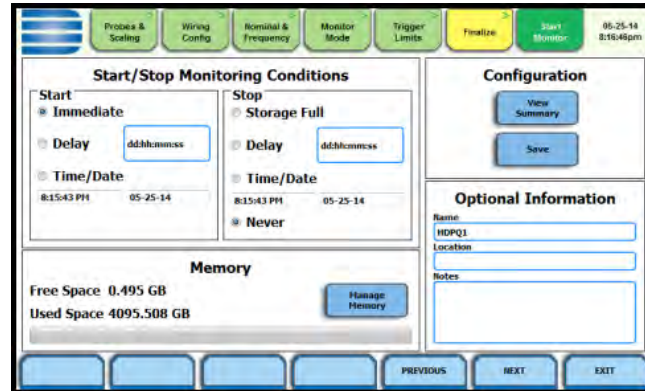 Probes &
Scaling
Wiring
Config
Nominal &
Frequency
Monitor
Mode
Trigger
Limits
Finalize
Start
Monitor
05-25-14
8:16:46pm
Start/Stop Monitoring Conditions
Start
Immediate
Delay
dd:hh:mm:ss
Time/Date
8:15:43 PM 05-25-14
Stop
Storage Full
Delay
dd:hh:mm:ss
Time/Date
8:15:43 PM 05-25-14
Never
Configuration
View
Summary
Save
Memory
Free Space 0.495 GB
Used Space 4095.508 GB
Manage
Memory
Optional Information
Name
HDPQ1
Location
Notes
PREVIOUS
NEXT
EXIT